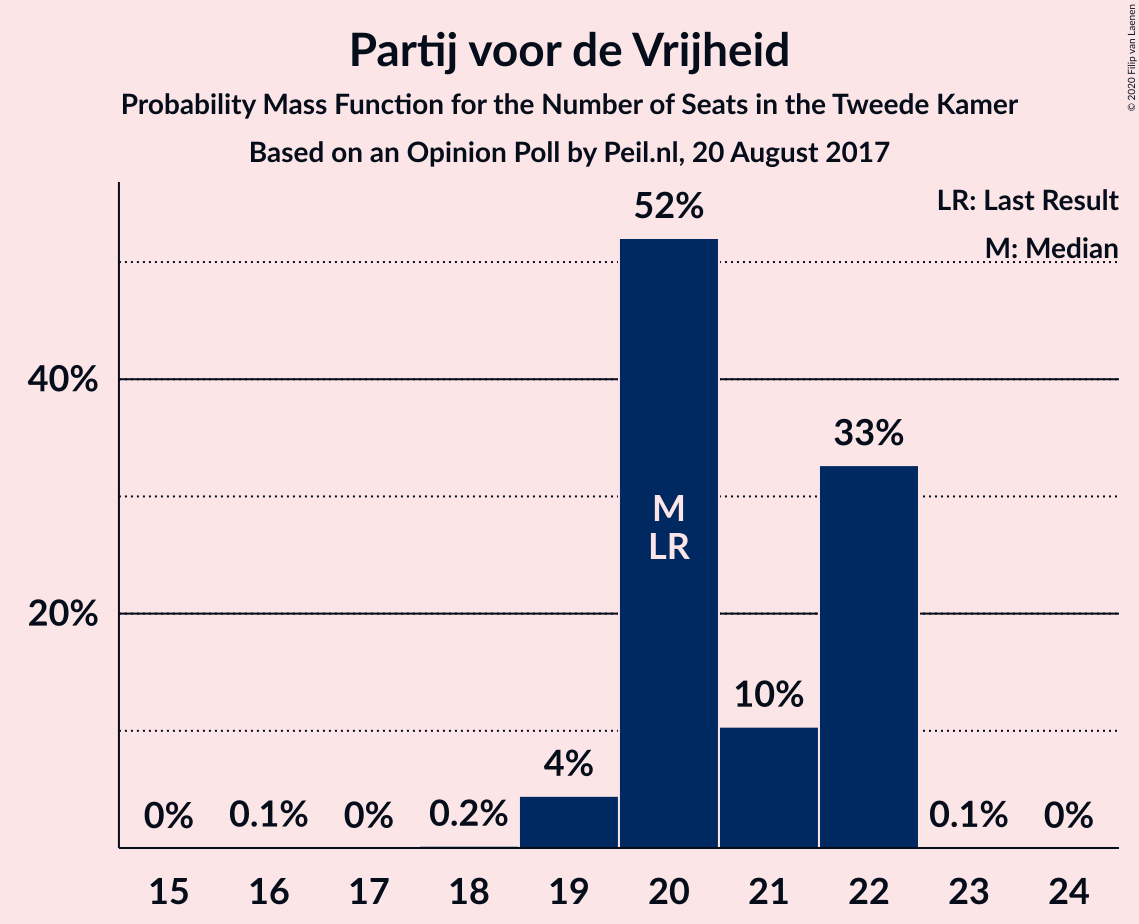 Partij voor de Vrijheid
Probability Mass Function for the Number of Seats in the Tweede Kamer
Based on an Opinion Poll by Peil.nl, 20 August 2017
© 2020 Filip van Laenen
LR: Last Result
M: Median
52%
40%
33%
M
LR
20%
10%
4%
0%
0.1%
0%
0.2%
0.1%
0%
15
16
17
18
19
20
21
22
23
24